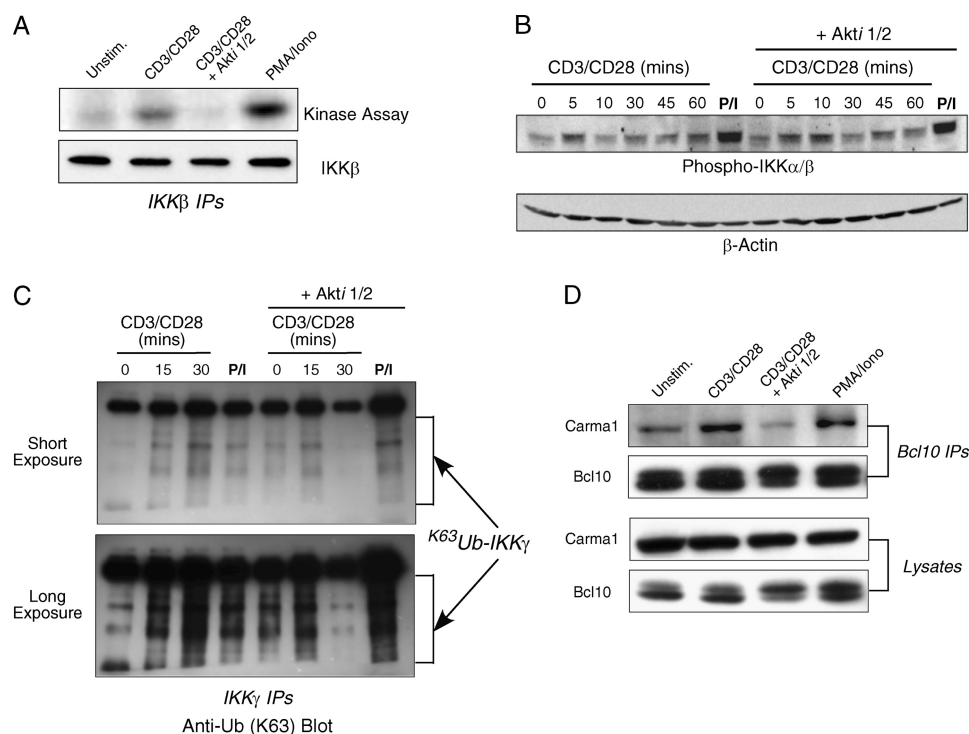 A
Unstim.
CD3/CD28
CD3/CD28
+ Akti 1/2
PMA/Iono
Kinase Assay
IKKβ
IKKβ IPs
B
+ Akti 1/2
CD3/CD28 (mins)
CD3/CD28 (mins)
0 5 10 30 45 60 P/I 0 5 10 30 45 60 P/I
Phospho-IKKα/β
β-Actin
C
+ Akti 1/2
CD3/CD28
(mins)
CD3/CD28
(mins)
0 15 30 P/I 0 15 30 P/I
Short
Exposure
K63Ub-IKKγ
Long
Exposure
IKKγ IPs
Anti-Ub (K63) Blot
D
Unstim.
CD3/CD28
CD3/CD28
+ Akti 1/2
PMA/Iono
Carma1
Bcl10 IPs
Bcl10
Carma1
Lysates
Bcl10